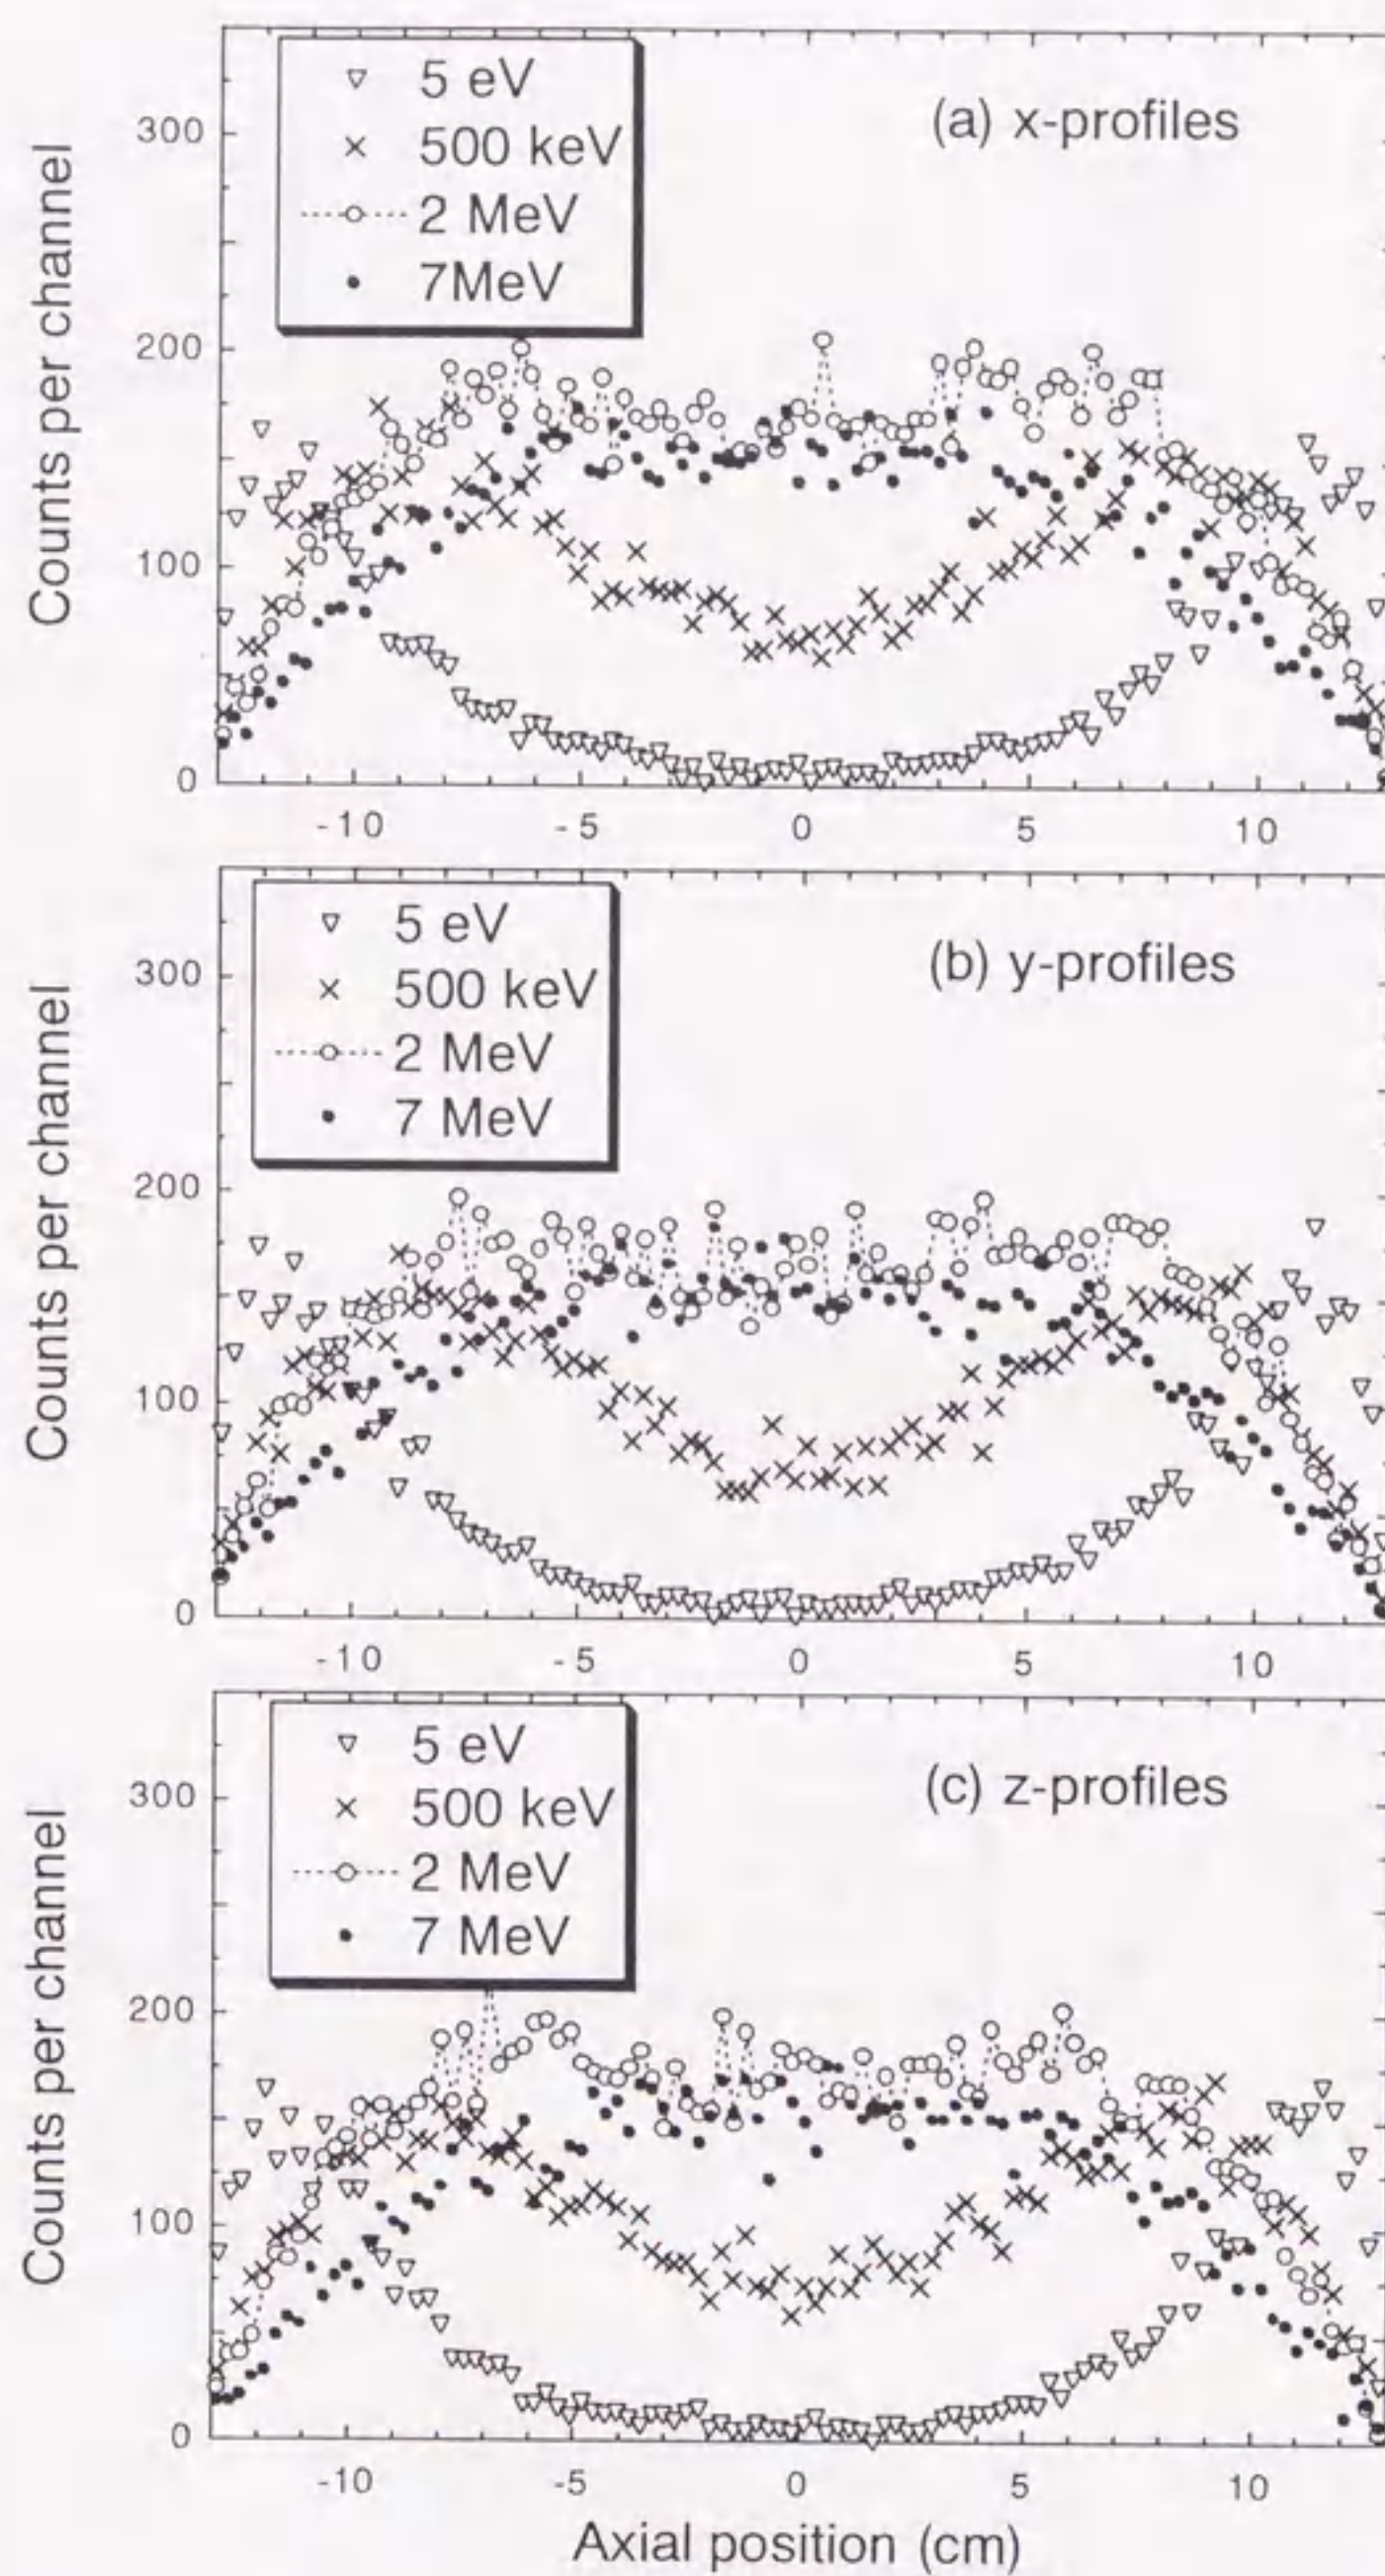 (a) x-profiles
5 eV
500 keV
2 MeV
7MeV
Counts per channel
300
200
100
0
-10 -5 0 5 10
(b) y-profiles
5 eV
500 keV
2 MeV
7 MeV
Counts per channel
300
200
100
0
-10 -5 0 5 10
(c) z-profiles
5 eV
500 keV
2 MeV
7 MeV
Counts per channel
300
200
100
0
-10 -5 0 5 10
Axial position (cm)